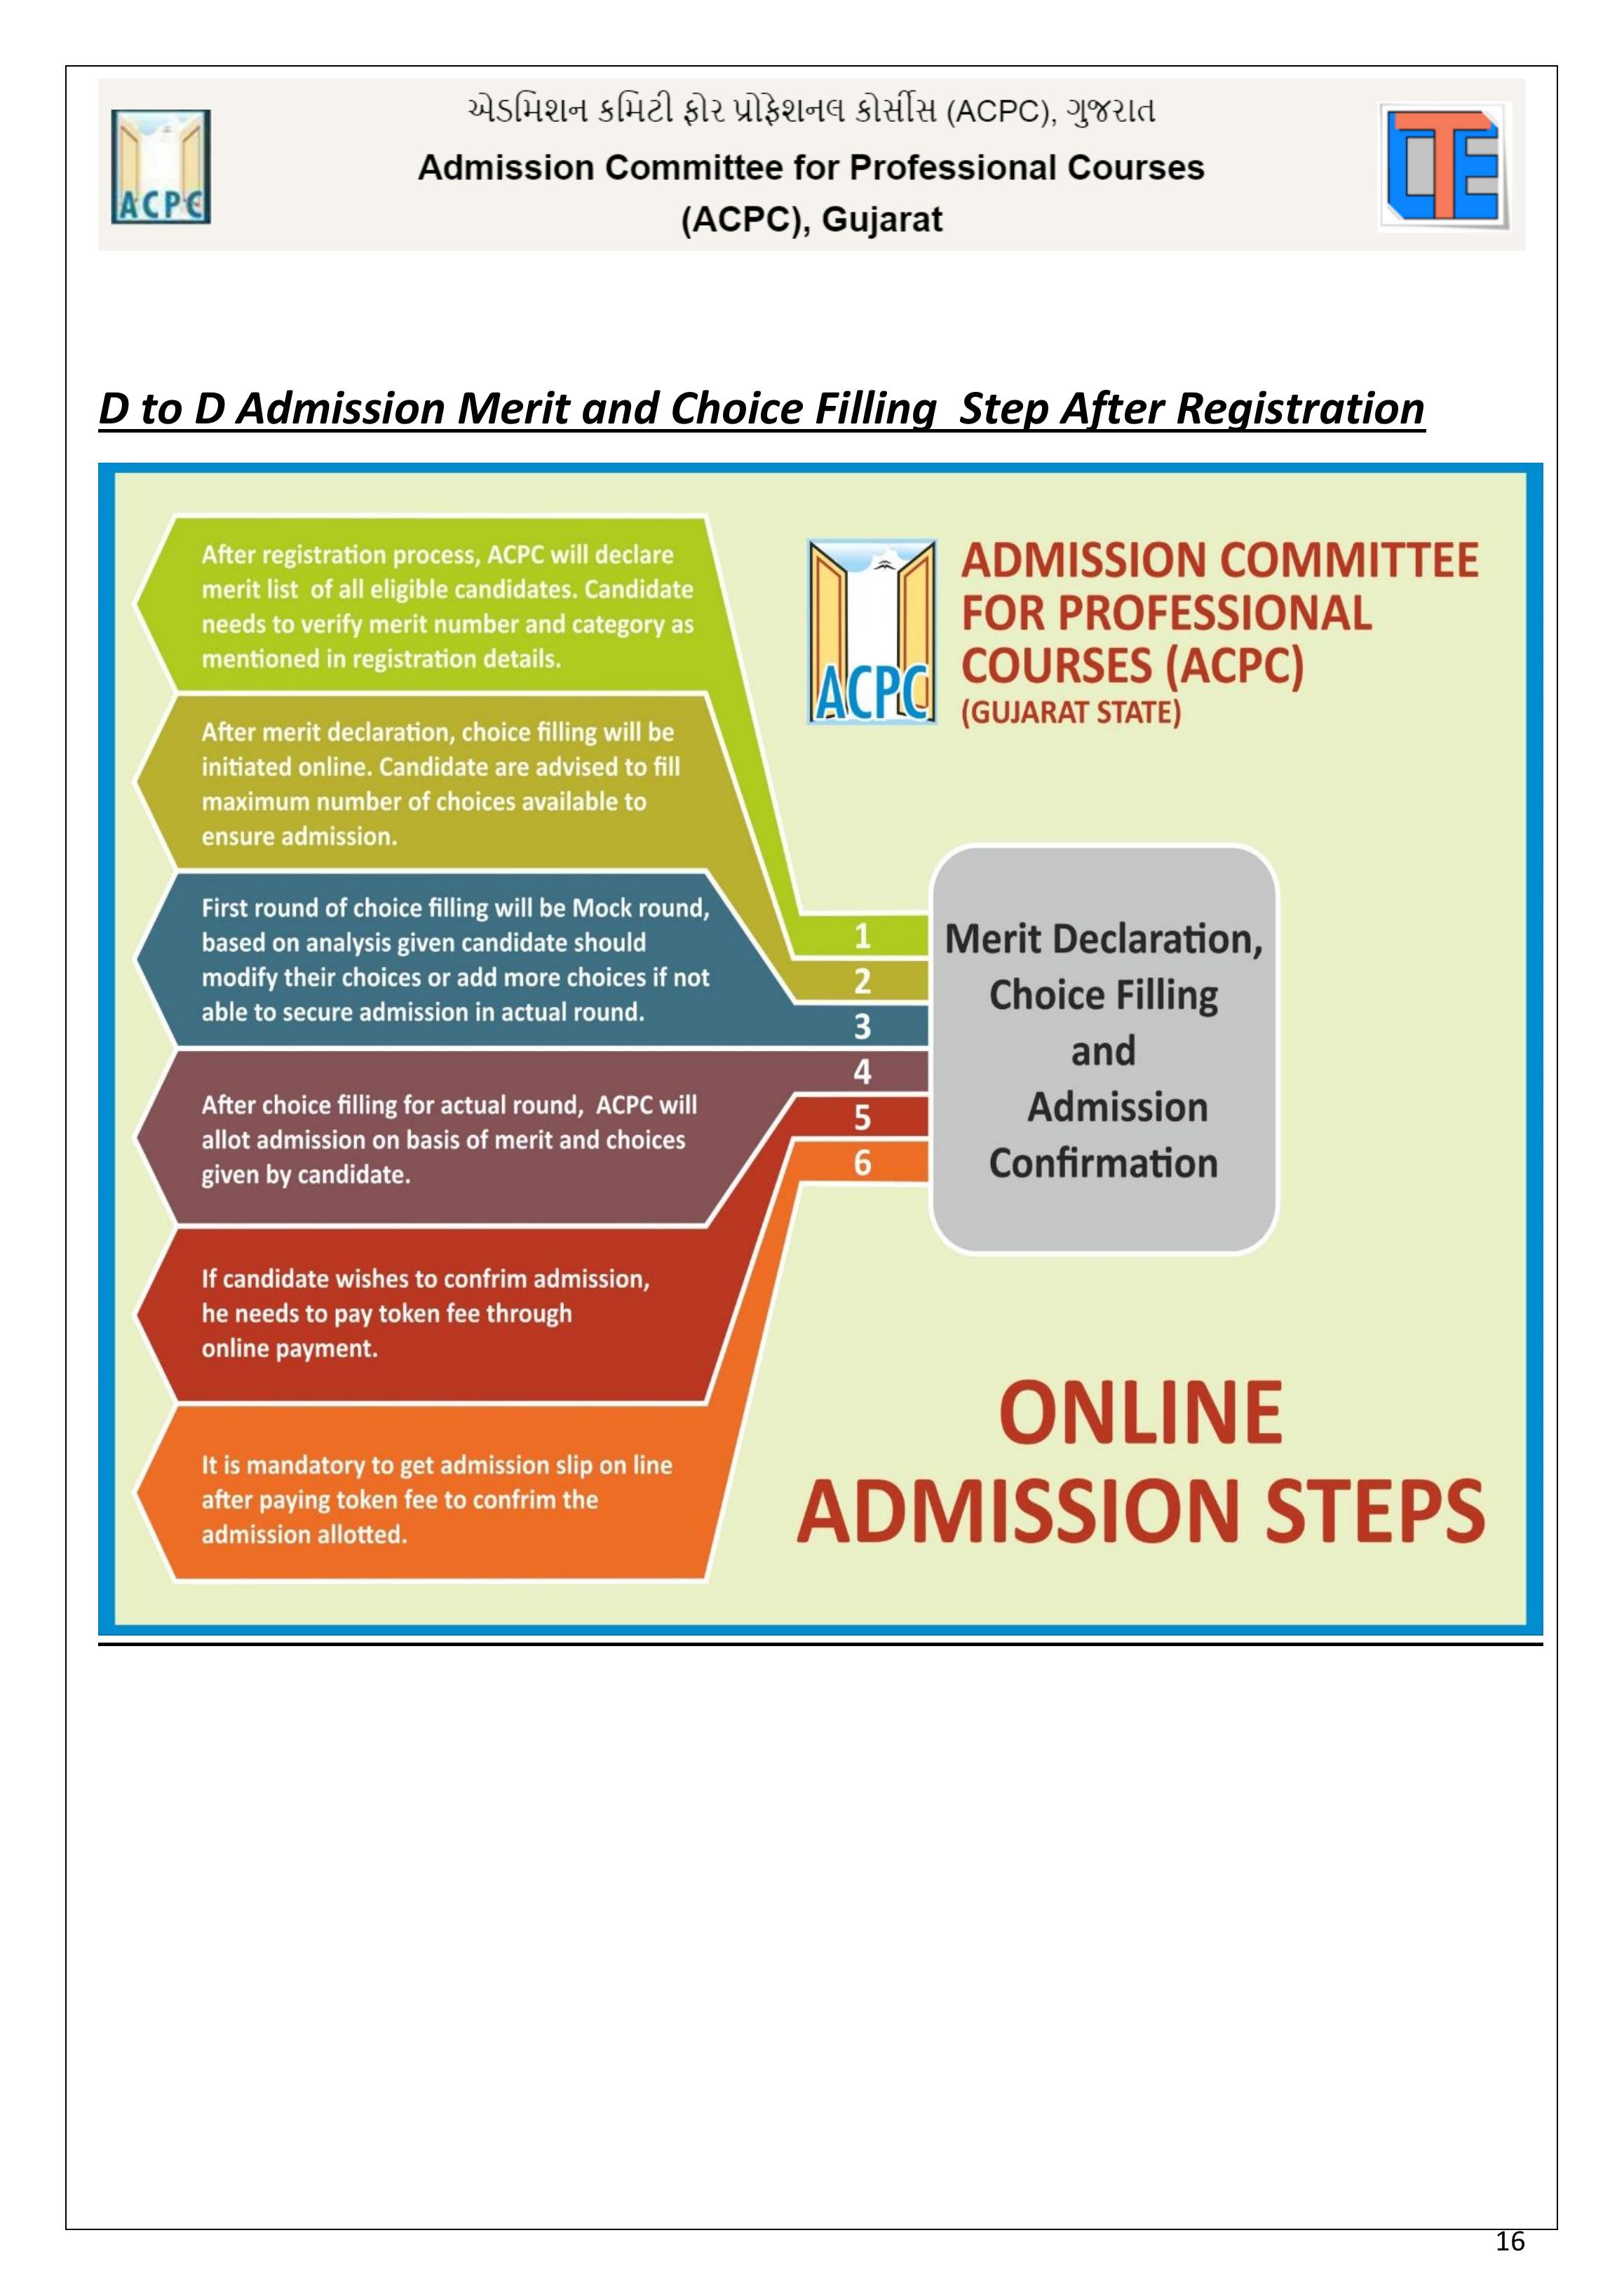 એડમિશન કમિટી ફોર પ્રોફેશનલ કોર્સીસ (ACPC), ગુજરાત
Admission Committee for Professional Courses
(ACPC), Gujarat
ACPC
D to D Admission Merit and Choice Filling  Step After Registration
After registration process, ACPC will declare
merit list  of all eligible candidates. Candidate
needs to verify merit number and category as
mentioned in registration details.
After merit declaration, choice filling will be
initiated online. Candidate are advised to fill
maximum number of choices available to
ensure admission.
First round of choice filling will be Mock round,
based on analysis given candidate should
modify their choices or add more choices if not
able to secure admission in actual round.
After choice filling for actual round,  ACPC will
allot admission on basis of merit and choices
given by candidate.
If candidate wishes to confrim admission,
he needs to pay token fee through
online payment.
It is mandatory to get admission slip on line
after paying token fee to confrim the
admission allotted.
ACPC
ADMISSION COMMITTEE
FOR PROFESSIONAL
COURSES (ACPC)
(GUJARAT STATE)
1
2
3
4
5
6
Merit Declaration,
Choice Filling
and
Admission
Confirmation
ONLINE
ADMISSION STEPS
16